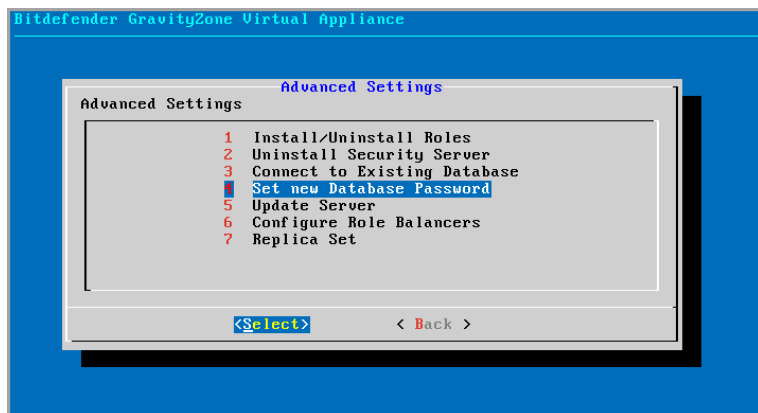 Bitdefender GravityZone Virtual Appliance
Advanced Settings
Advanced Settings
1 Install/Uninstall Roles
2 Uninstall Security Server
3 Connect to Existing Database
4 Set new Database Password
5 Update Server
6 Configure Role Balancers
7 Replica Set
<Select> < Back >